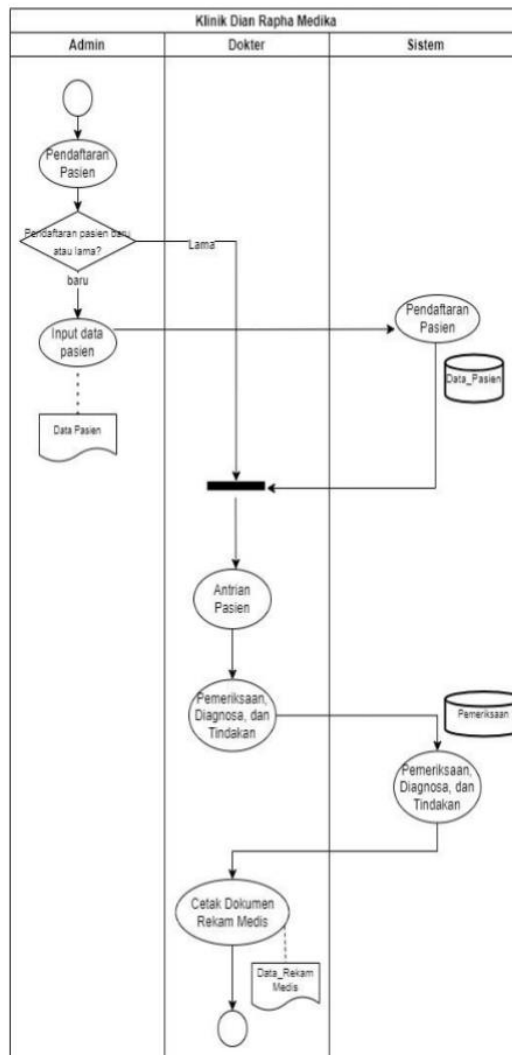 Klinik Dian Rapha Medika
Admin
Dokter
Sistem
Pendaftaran
Pasien
Pendaftaran pasien baru
atau lama?
Lama
baru
Input data
pasien
Pendaftaran
Pasien
Data_Pasien
Data Pasien
Antrian
Pasien
Pemeriksaan,
Diagnosa, dan
Tindakan
Pemeriksaan
Pemeriksaan,
Diagnosa, dan
Tindakan
Cetak Dokumen
Rekam Medis
Data_Rekam
Medis